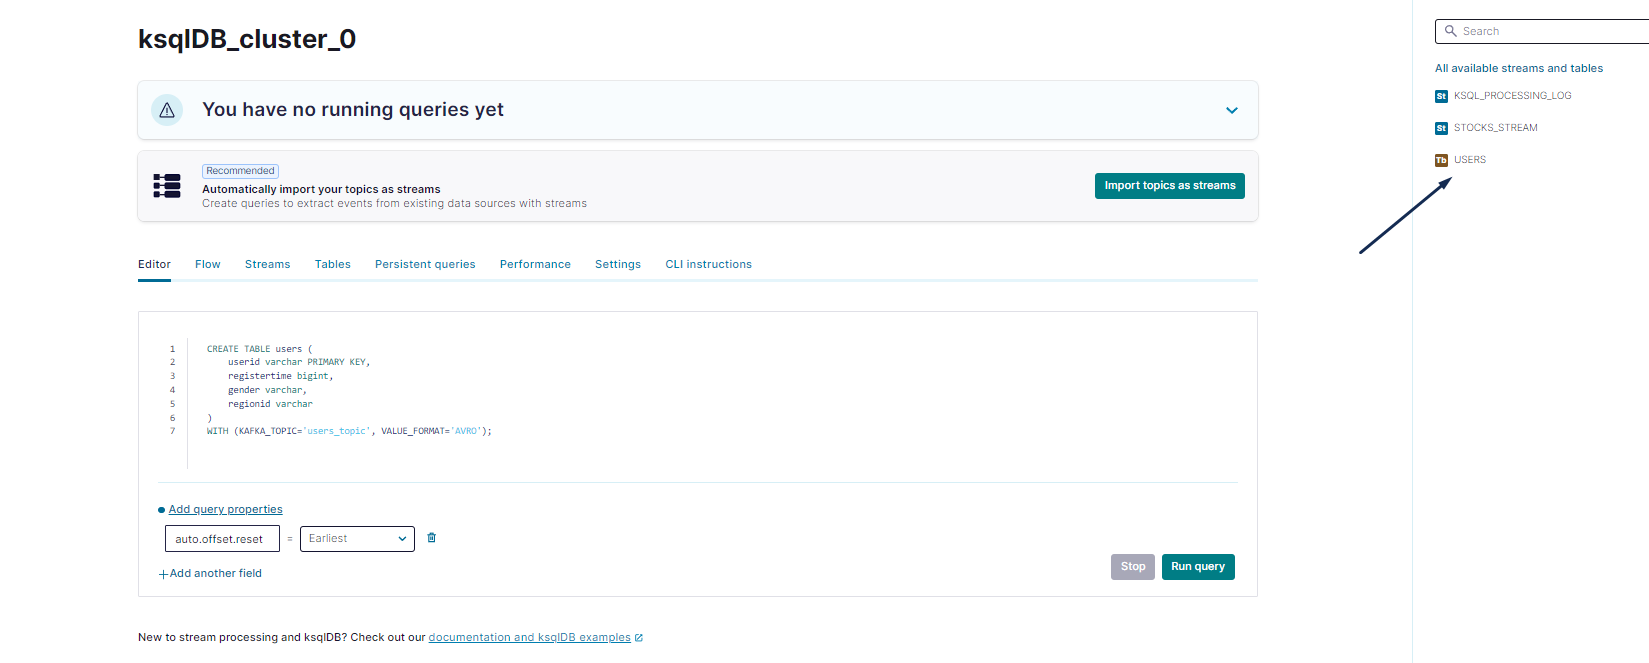 ksqlDB_cluster_0
You have no running queries yet
Recommended
Automatically import your topics as streams
Create queries to extract events from existing data sources with streams
Import topics as streams
Editor Flow Streams Tables Persistent queries Performance Settings CLI instructions
1 CREATE TABLE users (
2 userid varchar PRIMARY KEY,
3 registertime bigint,
4 gender varchar,
5 regionid varchar
6 )
7 WITH (KAFKA_TOPIC='users_topic', VALUE_FORMAT='AVRO');
Add query properties
auto.offset.reset = Earliest
+Add another field
Stop Run query
New to stream processing and ksqlDB? Check out our documentation and ksqlDB examples
Search
All available streams and tables
St KSQL_PROCESSING_LOG
St STOCKS_STREAM
Tb USERS